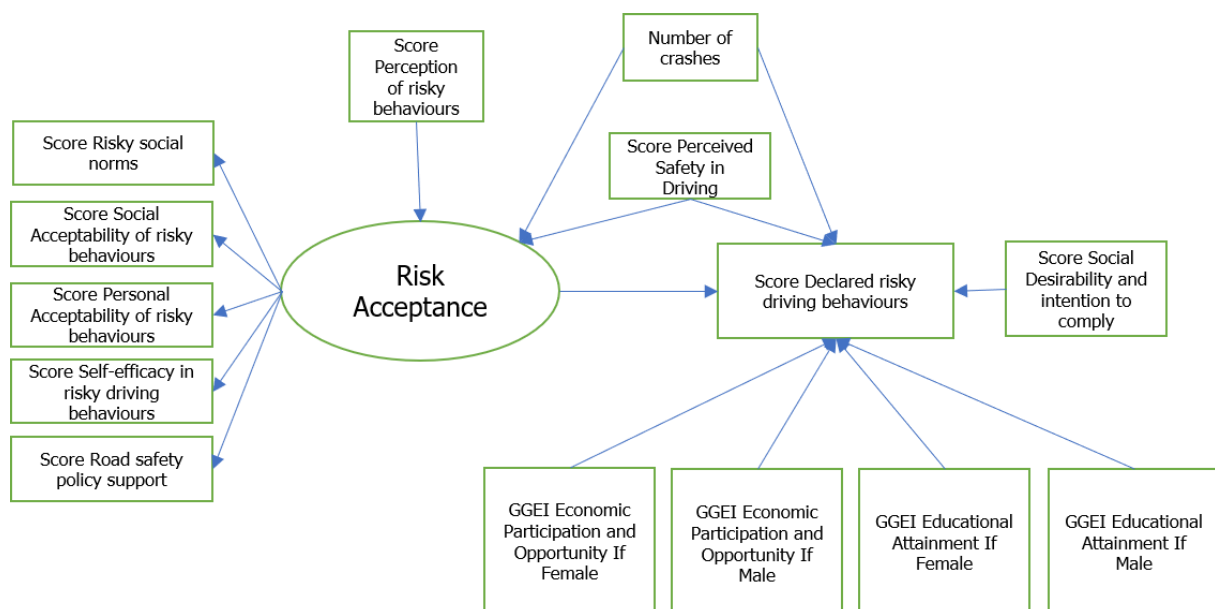 Score
Perception
of risky
behaviours
Number of
crashes
Score Risky social
norms
Score Perceived
Safety in
Driving
Score Social
Acceptability of risky
behaviours
Risk
Acceptance
Score Declared risky
driving behaviours
Score Social
Desirability and
intention to
comply
Score Personal
Acceptability of risky
behaviours
Score Self-efficacy in
risky driving
behaviours
Score Road safety
policy support
GGEI Economic
Participation and
Opportunity If
Female
GGEI Economic
Participation and
Opportunity If
Male
GGEI Educational
Attainment If
Female
GGEI Educational
Attainment If
Male